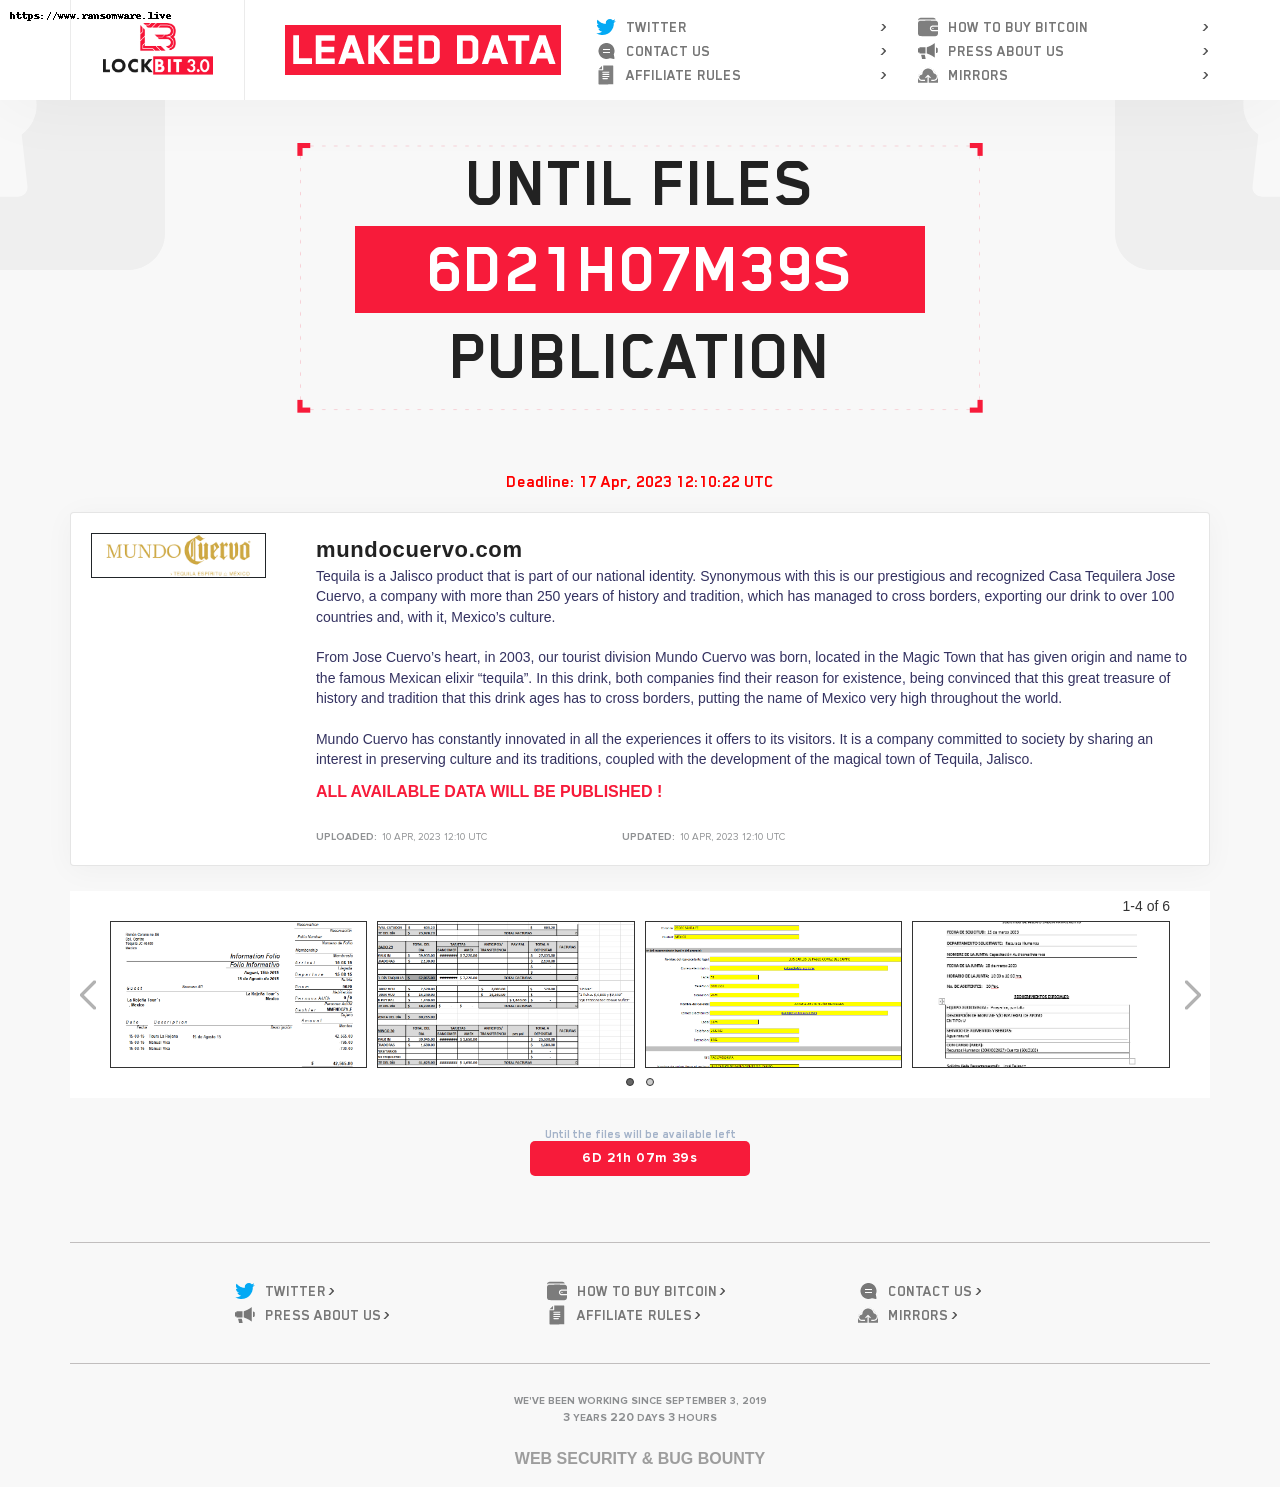 https://www.ransomware.live
LOCKBIT 3.0
LEAKED DATA
TWITTER
CONTACT US
AFFILIATE RULES
HOW TO BUY BITCOIN
PRESS ABOUT US
MIRRORS
UNTIL FILES
6D21H07M39S
PUBLICATION
Deadline: 17 Apr, 2023 12:10:22 UTC
MUNDO Cuervo
mundocuervo.com
Tequila is a Jalisco product that is part of our national identity. Synonymous with this is our prestigious and recognized Casa Tequilera Jose
Cuervo, a company with more than 250 years of history and tradition, which has managed to cross borders, exporting our drink to over 100
countries and, with it, Mexico’s culture.
From Jose Cuervo’s heart, in 2003, our tourist division Mundo Cuervo was born, located in the Magic Town that has given origin and name to
the famous Mexican elixir “tequila”. In this drink, both companies find their reason for existence, being convinced that this great treasure of
history and tradition that this drink ages has to cross borders, putting the name of Mexico very high throughout the world.
Mundo Cuervo has constantly innovated in all the experiences it offers to its visitors. It is a company committed to society by sharing an
interest in preserving culture and its traditions, coupled with the development of the magical town of Tequila, Jalisco.
ALL AVAILABLE DATA WILL BE PUBLISHED !
UPLOADED: 10 APR, 2023 12:10 UTC
UPDATED: 10 APR, 2023 12:10 UTC
1-4 of 6
Information Folio
Folio Informativo
Until the files will be available left
6D 21h 07m 39s
TWITTER
HOW TO BUY BITCOIN
CONTACT US
PRESS ABOUT US
AFFILIATE RULES
MIRRORS
WE'VE BEEN WORKING SINCE SEPTEMBER 3, 2019
3 YEARS 220 DAYS 3 HOURS
WEB SECURITY & BUG BOUNTY